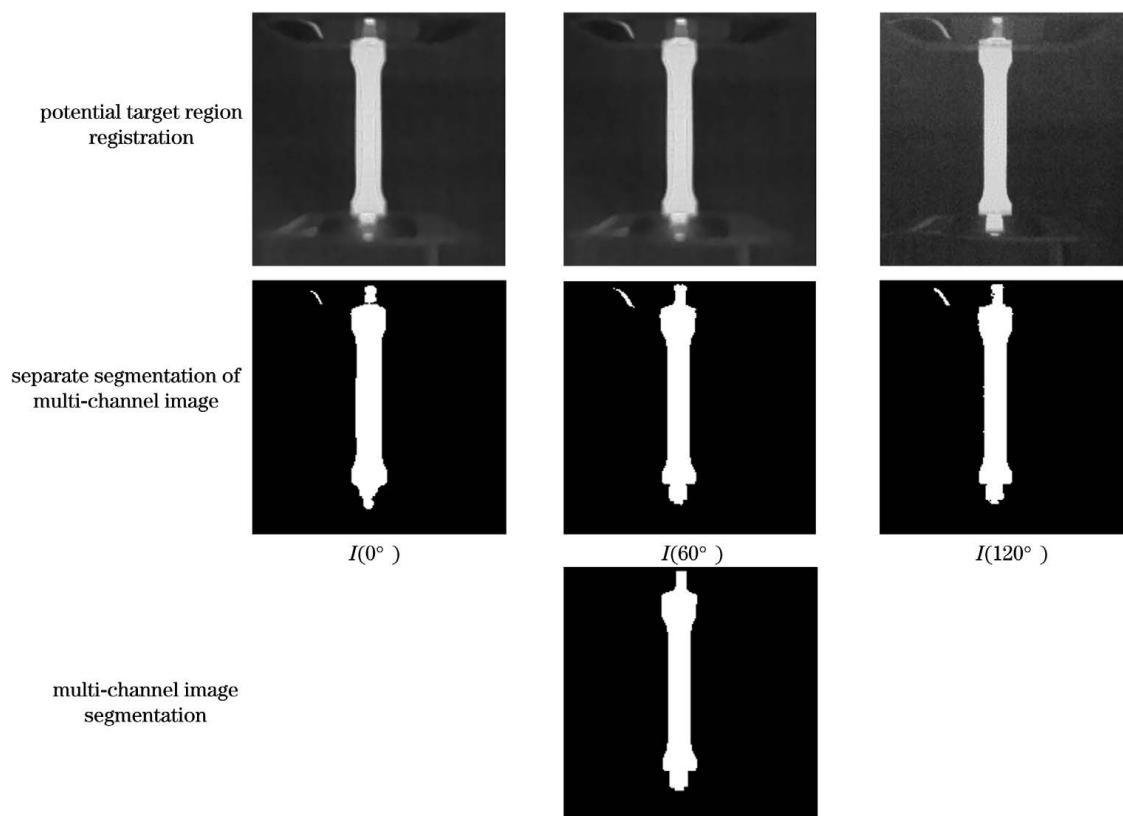 potential target region
registration
separate segmentation of
multi-channel image
I(0° )
I(60° )
I(120° )
multi-channel image
segmentation